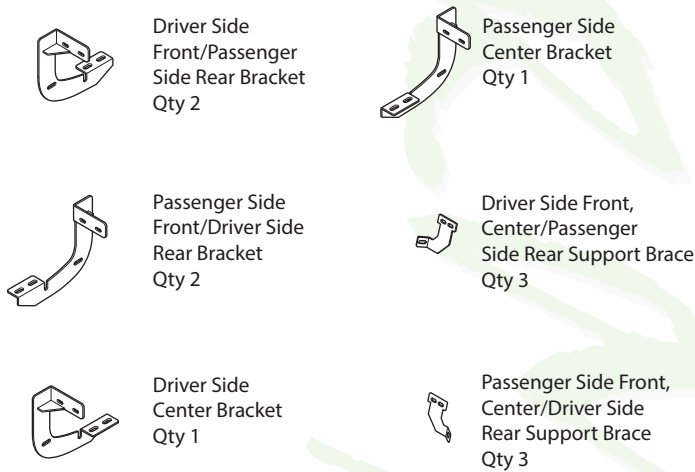 Driver Side
Front/Passenger
Side Rear Bracket
Qty 2
Passenger Side
Center Bracket
Qty 1
Passenger Side
Front/Driver Side
Rear Bracket
Qty 2
Driver Side Front,
Center/Passenger
Side Rear Support Brace
Qty 3
Driver Side
Center Bracket
Qty 1
Passenger Side Front,
Center/Driver Side
Rear Support Brace
Qty 3